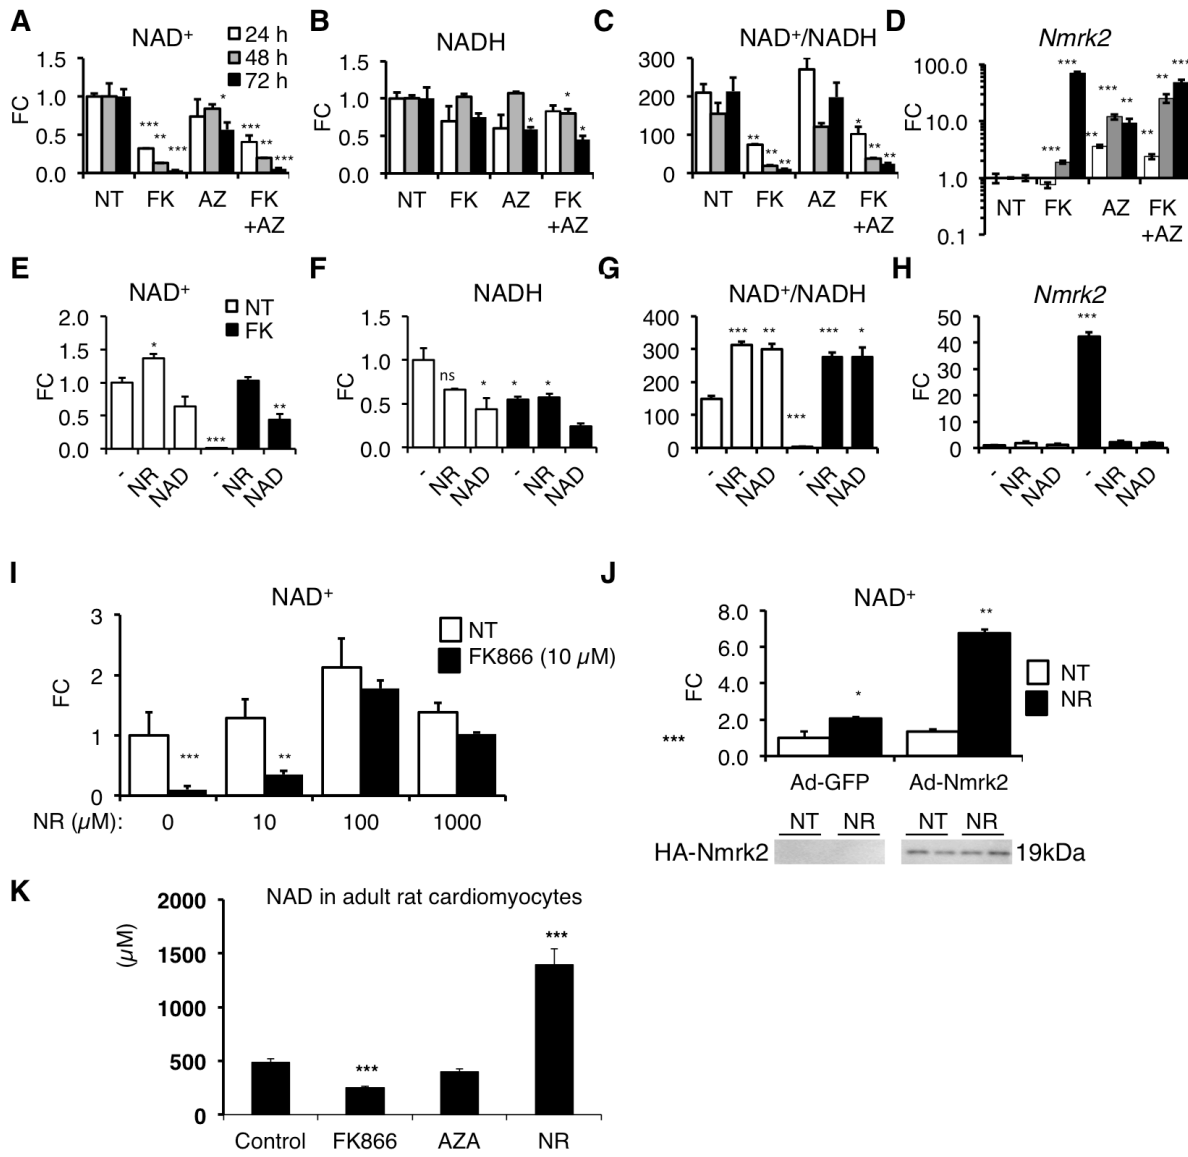 A
NAD+
24 h
48 h
72 h
FC
1.5
1.0
0.5
0.0
*** ** *** * *** ** ***
NT FK AZ FK
+AZ
B
NADH
FC
1.5
1.0
0.5
0.0
* * *
NT FK AZ FK
+AZ
C
NAD+/NADH
300
200
100
0
** ** ** * ** **
NT FK AZ FK
+AZ
D
Nmrk2
FC
100.0
10.0
1.0
0.1
*** *** ** *** ** ** ** ***
NT FK AZ FK
+AZ
E
NAD+
NT
FK
FC
2.0
1.5
1.0
0.5
0.0
* *** **
- NR NAD - NR NAD
F
NADH
FC
1.5
1.0
0.5
0.0
ns * * *
- NR NAD - NR NAD
G
NAD+/NADH
400
300
200
100
0
*** ** *** *** *
- NR NAD - NR NAD
H
Nmrk2
FC
50
40
30
20
10
0
***
- NR NAD - NR NAD
I
NAD+
NT
FK866 (10 µM)
FC
3
2
1
0
*** **
NR (µM): 0 10 100 1000
J
NAD+
FC
8.0
6.0
4.0
2.0
0.0
***
* **
NT
NR
Ad-GFP Ad-Nmrk2
NT NR NT NR
HA-Nmrk2 19kDa
K
NAD in adult rat cardiomyocytes
(µM)
2000
1500
1000
500
0
*** ***
Control FK866 AZA NR